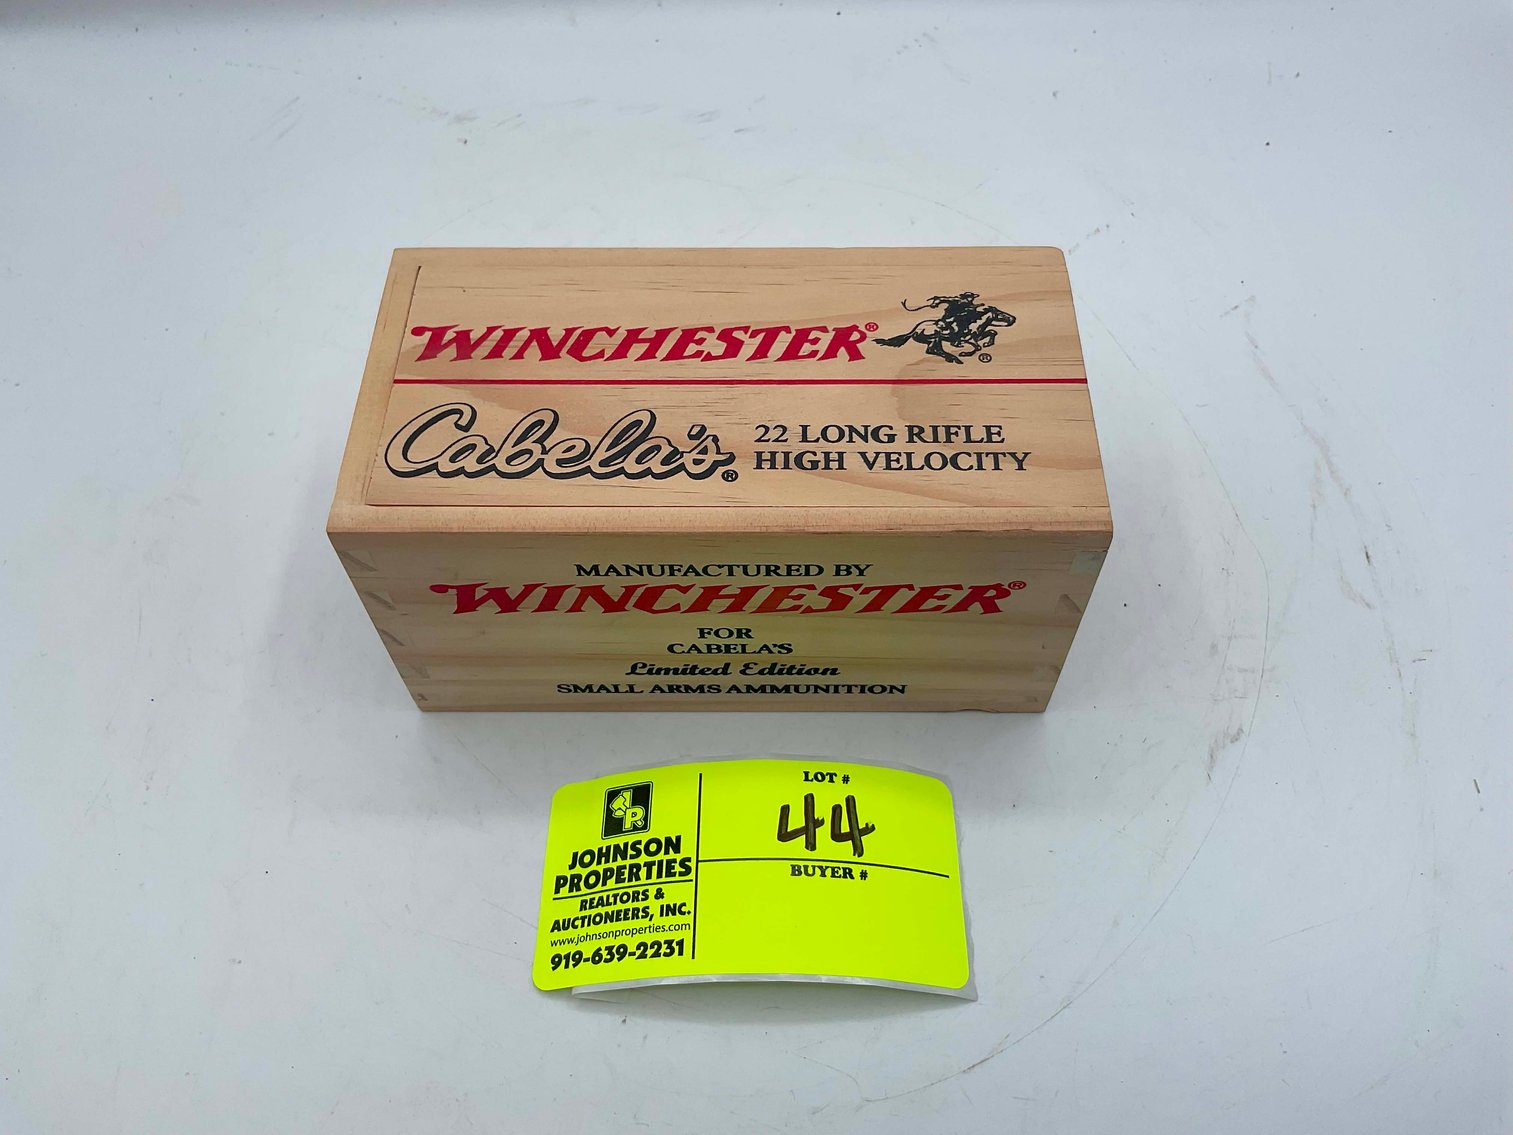 WINCHESTER®
®
Cabela's®
22 LONG RIFLE
HIGH VELOCITY
MANUFACTURED BY
WINCHESTER®
FOR
CABELA'S
Limited Edition
SMALL ARMS AMMUNITION
JR
JOHNSON
PROPERTIES
REALTORS &
AUCTIONEERS, INC.
www.johnsonproperties.com
919-639-2231
LOT #
44
BUYER #